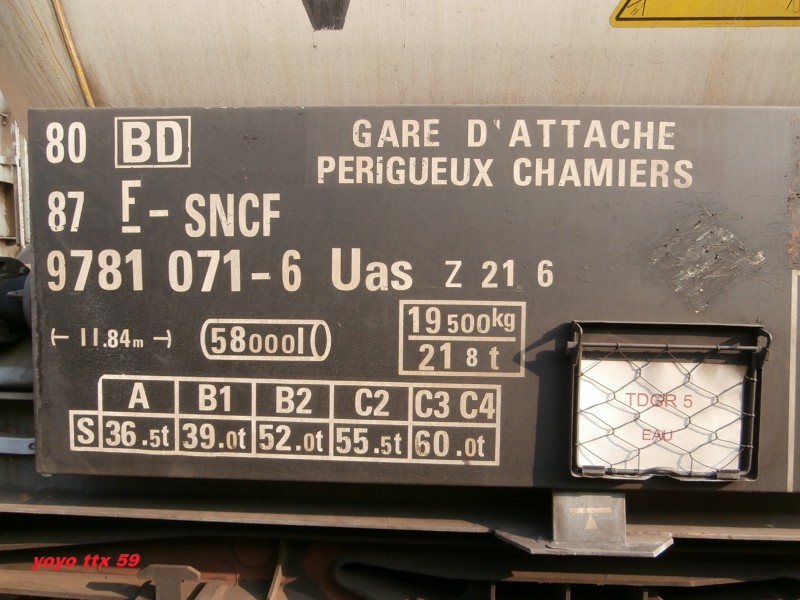 80 BD
GARE D'ATTACHE
PERIGUEUX CHAMIERS
87 F - SNCF
9781 071-6 Uas Z 21 6
11.84m
58000l
19 500kg
21 8 t
A B1 B2 C2 C3 C4
S 36.5t 39.0t 52.0t 55.5t 60.0t
TDGR 5
EAU
yoyo ttx 59